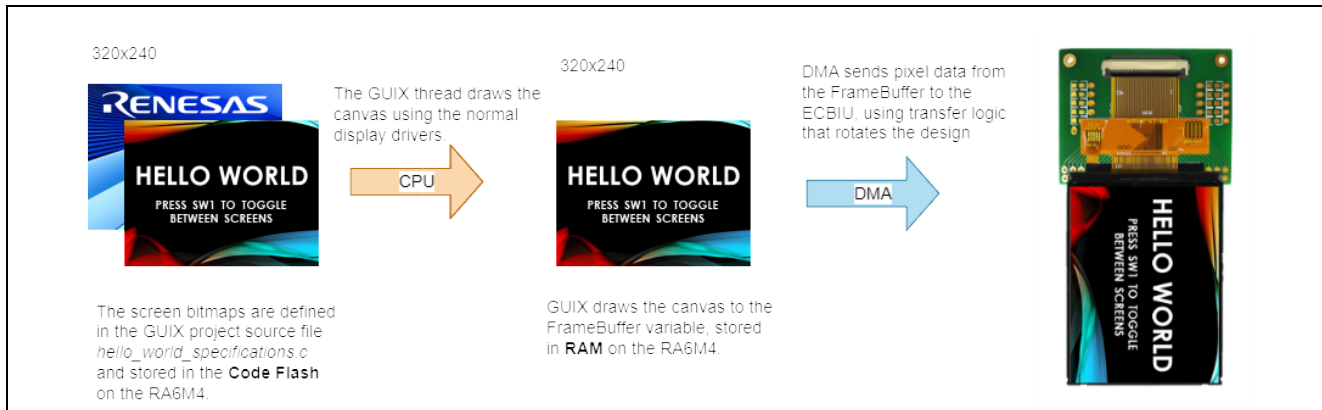 320x240
RENESAS
HELLO WORLD
PRESS SW1 TO TOGGLE
BETWEEN SCREENS
The screen bitmaps are defined
in the GUIX project source file
hello_world_specifications.c
and stored in the Code Flash
on the RA6M4.
The GUIX thread draws the
canvas using the normal
display drivers.
CPU
320x240
HELLO WORLD
PRESS SW1 TO TOGGLE
BETWEEN SCREENS
GUIX draws the canvas to the
FrameBuffer variable, stored
in RAM on the RA6M4.
DMA sends pixel data from
the FrameBuffer to the
ECBIU, using transfer logic
that rotates the design
DMA
HELLO WORLD
PRESS SW1 TO TOGGLE
BETWEEN SCREENS